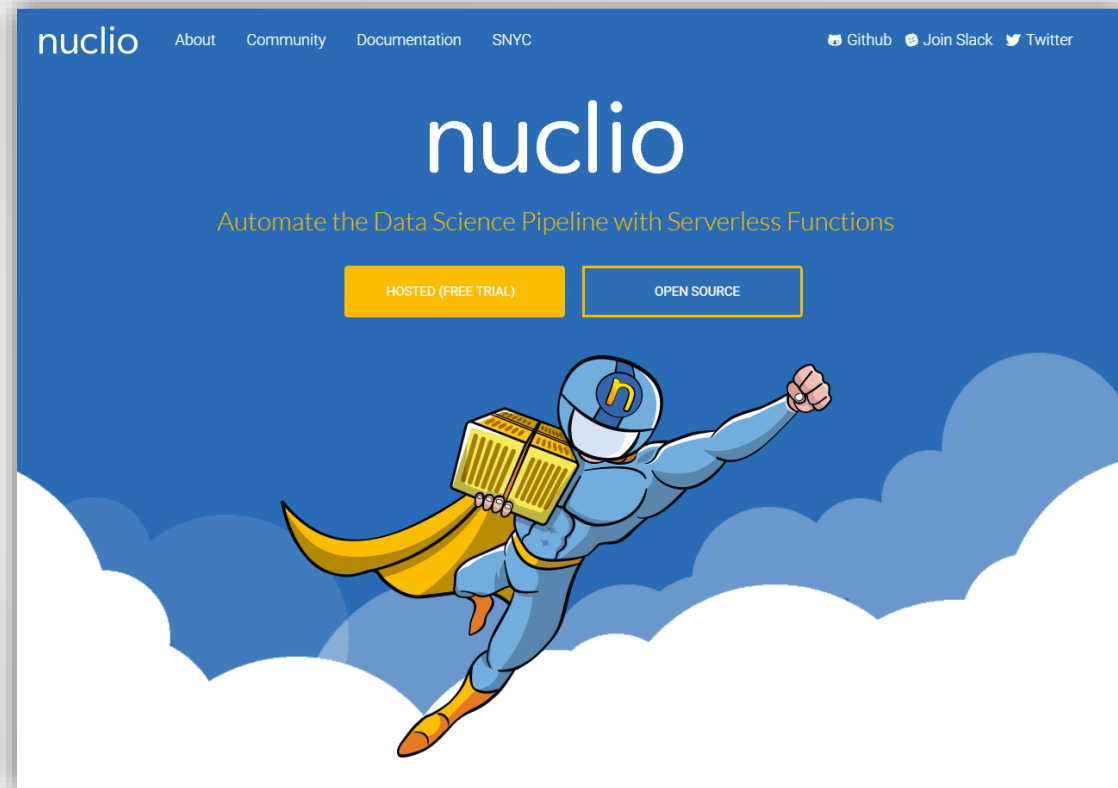 nuclio About Community Documentation SNYC Github Join Slack Twitter
nuclio
Automate the Data Science Pipeline with Serverless Functions
HOSTED (FREE TRIAL) OPEN SOURCE
n